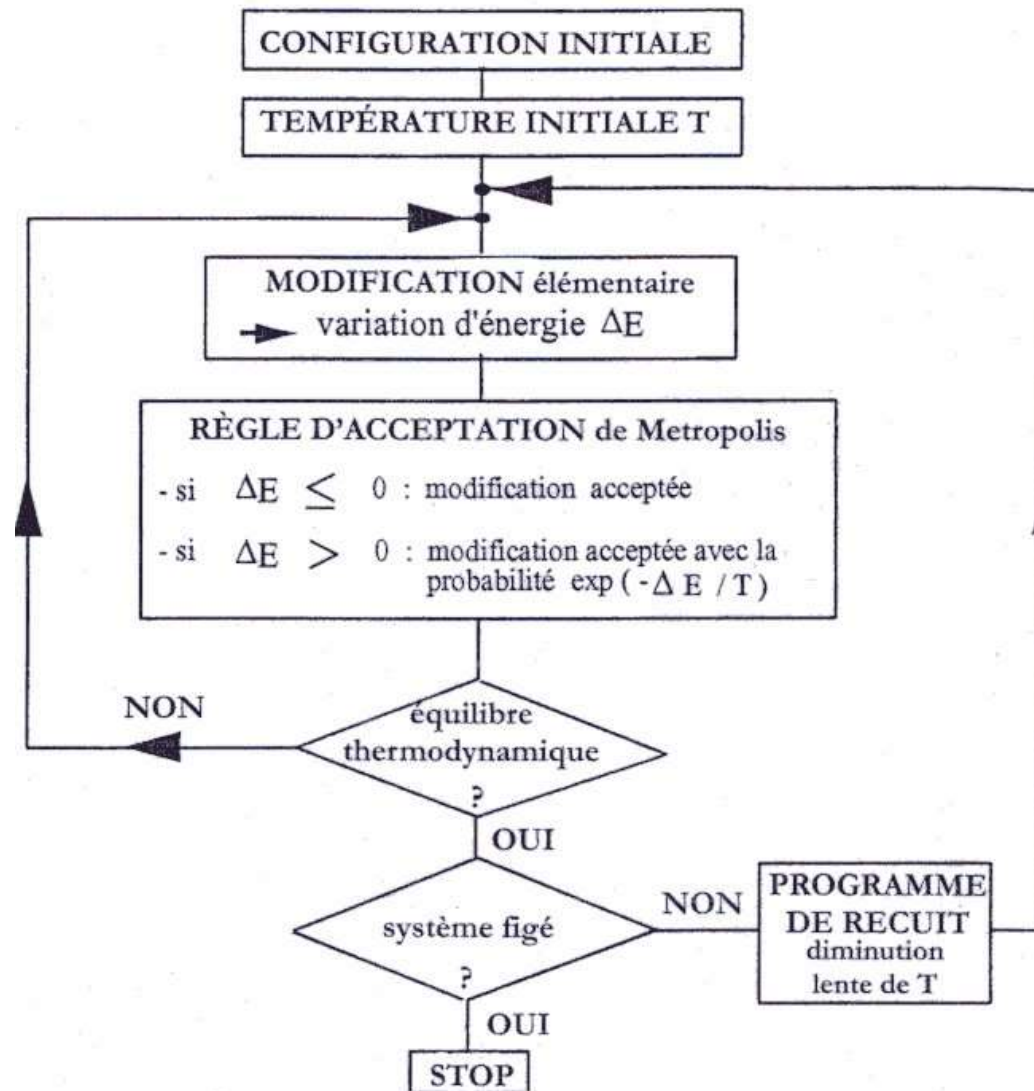 CONFIGURATION INITIALE
TEMPÉRATURE INITIALE T
MODIFICATION élémentaire
variation d'énergie ΔE
RÈGLE D'ACCEPTATION de Metropolis
- si ΔE ≤ 0 : modification acceptée
- si ΔE > 0 : modification acceptée avec la
probabilité exp ( -Δ E / T )
NON
équilibre
thermodynamique
?
OUI
système figé
?
NON
PROGRAMME
DE RECUIT
diminution
lente de T
OUI
STOP